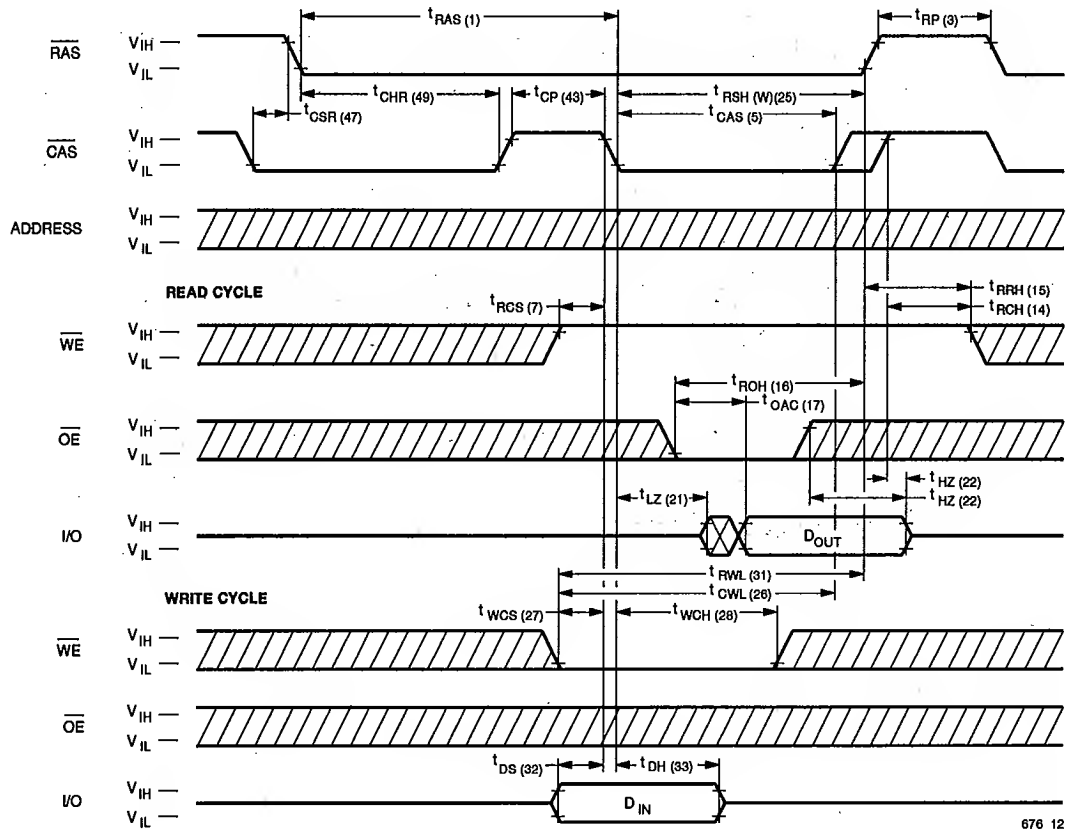 t RAS (1)
t RP (3)
RAS
V IH
V IL
t CHR (49)
t CP (43)
t RSH (W)(25)
t CSR (47)
t CAS (5)
CAS
V IH
V IL
ADDRESS
V IH
V IL
READ CYCLE
t RRH (15)
t RCS (7)
t RCH (14)
WE
V IH
V IL
t ROH (16)
t OAC (17)
OE
V IH
V IL
t HZ (22)
t LZ (21)
t HZ (22)
I/O
V IH
V IL
D OUT
t RWL (31)
WRITE CYCLE
t CWL (26)
t WCS (27)
t WCH (28)
WE
V IH
V IL
OE
V IH
V IL
t DS (32)
t DH (33)
I/O
V IH
V IL
D IN
676 12